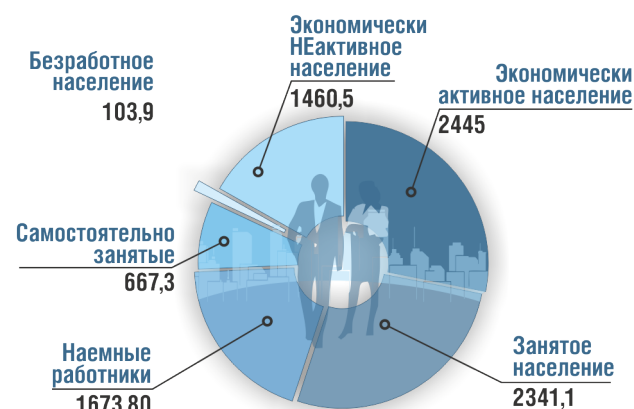 Экономически
НЕактивное
население
1460,5
Безработное
население
103,9
Экономически
активное население
2445
Самостоятельно
занятые
667,3
Наемные
работники
1673,80
Занятое
население
2341,1